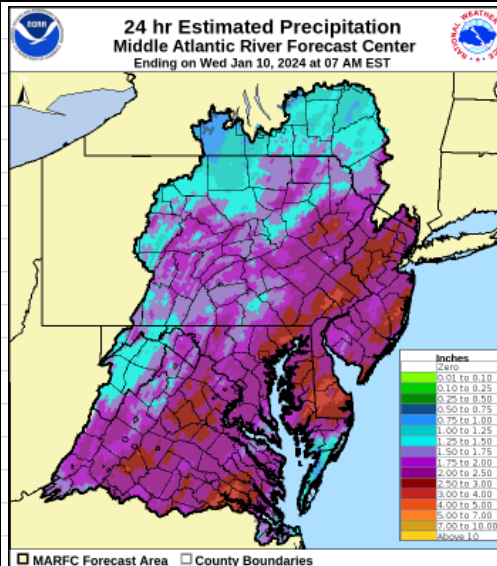 24 hr Estimated Precipitation
Middle Atlantic River Forecast Center
Ending on Wed Jan 10, 2024 at 07 AM EST
NOAA
NATIONAL WEATHER
N
Inches
Zero
0.01 to 0.10
0.10 to 0.25
0.25 to 0.50
0.50 to 0.75
0.75 to 1.00
1.00 to 1.25
1.25 to 1.50
1.50 to 1.75
1.75 to 2.00
2.00 to 2.50
2.50 to 3.00
3.00 to 4.00
4.00 to 5.00
5.00 to 7.00
7.00 to 10.00
Above 10
MARFC Forecast Area
County Boundaries